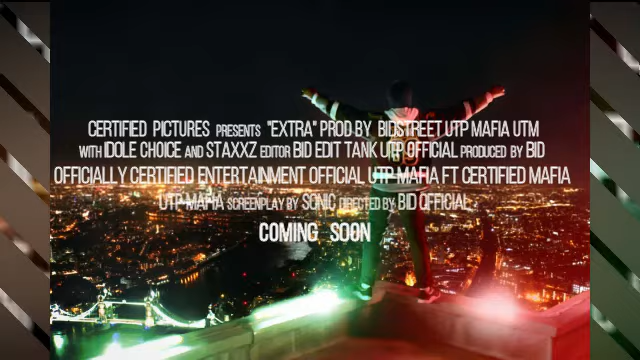 CERTIFIED PICTURES PRESENTS "EXTRA" PROD BY BIDSTREET UTP MAFIA UTM
WITH IDOLE CHOICE AND STAXXZ EDITOR BID EDIT TANK UTP OFFICIAL PRODUCED BY BID
OFFICIALLY CERTIFIED ENTERTAINMENT OFFICIAL UTP MAFIA FT CERTIFIED MAFIA
UTP MAFIA SCREENPLAY BY SONIC DIRECTED BY BID OFFICIAL
COMING SOON